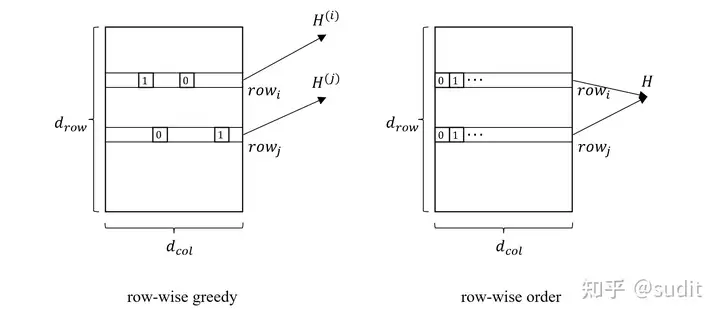 H^{(i)}
1 0
row_i
H^{(j)}
d_{row}
0 1
row_j
d_{col}
row-wise greedy
0 1 ···
row_i
H
d_{row}
0 1 ···
row_j
d_{col}
row-wise order
知乎 @sudit